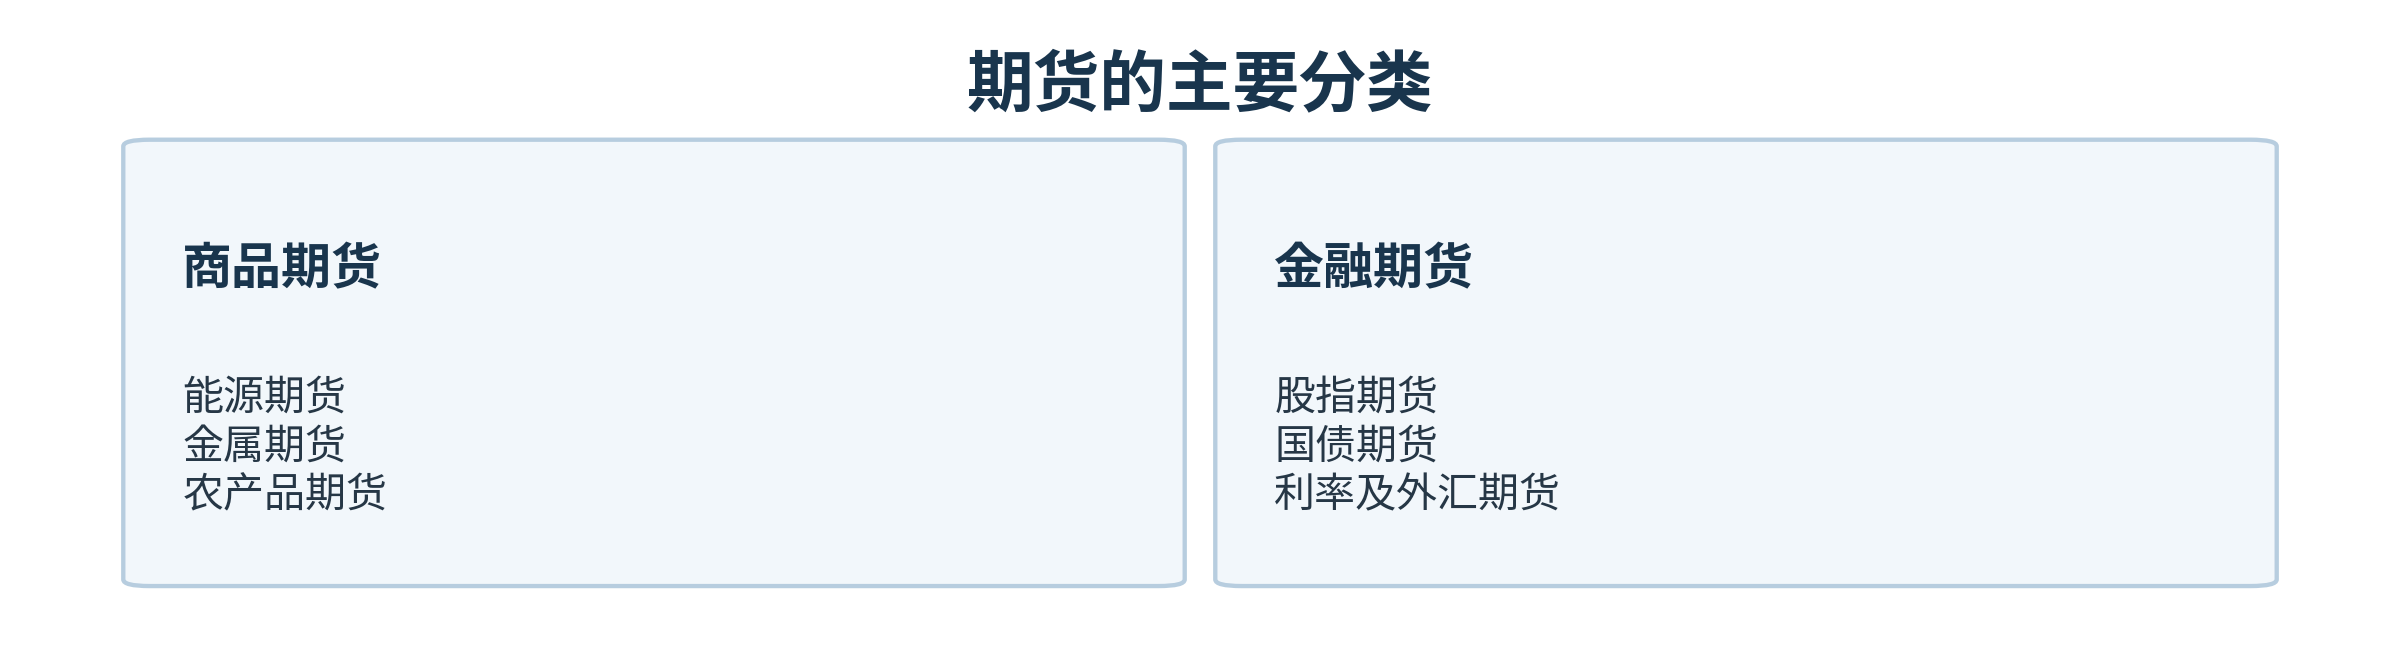 期货的主要分类
商品期货
能源期货
金属期货
农产品期货
金融期货
股指期货
国债期货
利率及外汇期货